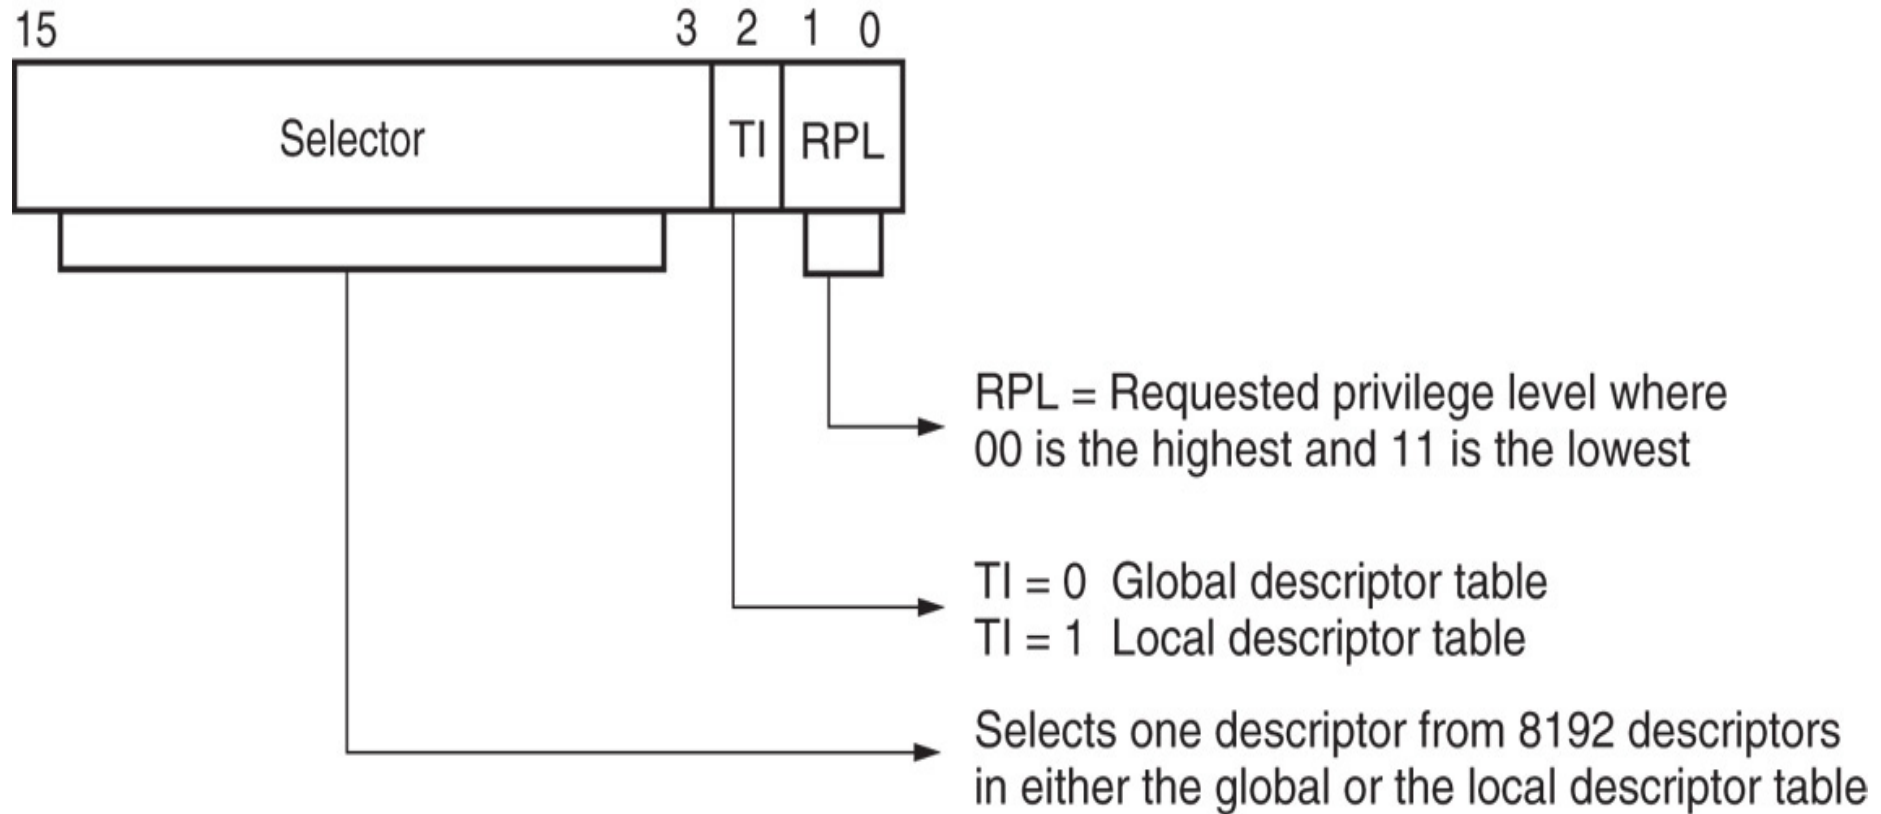 15 3 2 1 0
Selector TI RPL
RPL = Requested privilege level where
00 is the highest and 11 is the lowest
TI = 0 Global descriptor table
TI = 1 Local descriptor table
Selects one descriptor from 8192 descriptors
in either the global or the local descriptor table